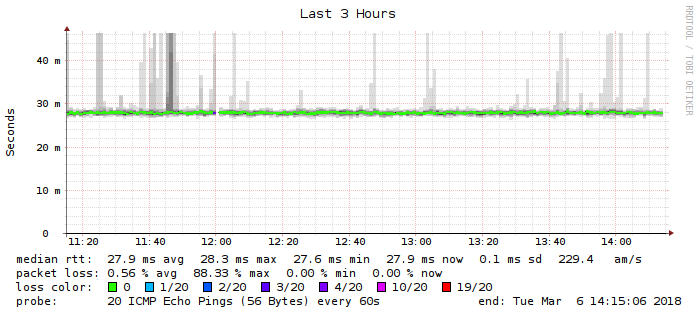 Last 3 Hours
RRDTOOL / TOBI OETIKER
Seconds
40 m
30 m
20 m
10 m
0
11:20 11:40 12:00 12:20 12:40 13:00 13:20 13:40 14:00
median rtt: 27.9 ms avg 28.3 ms max 27.6 ms min 27.9 ms now 0.1 ms sd 229.4 am/s
packet loss: 0.56 % avg 88.33 % max 0.00 % min 0.00 % now
loss color: 0 1/20 2/20 3/20 4/20 10/20 19/20
probe: 20 ICMP Echo Pings (56 Bytes) every 60s end: Tue Mar 6 14:15:06 2018